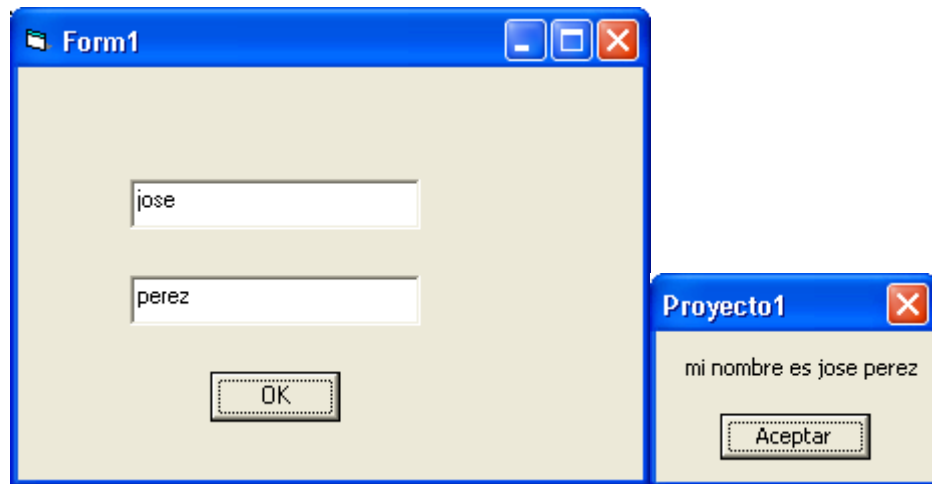 Form1
jose
perez
OK
Proyecto1
mi nombre es jose perez
Aceptar